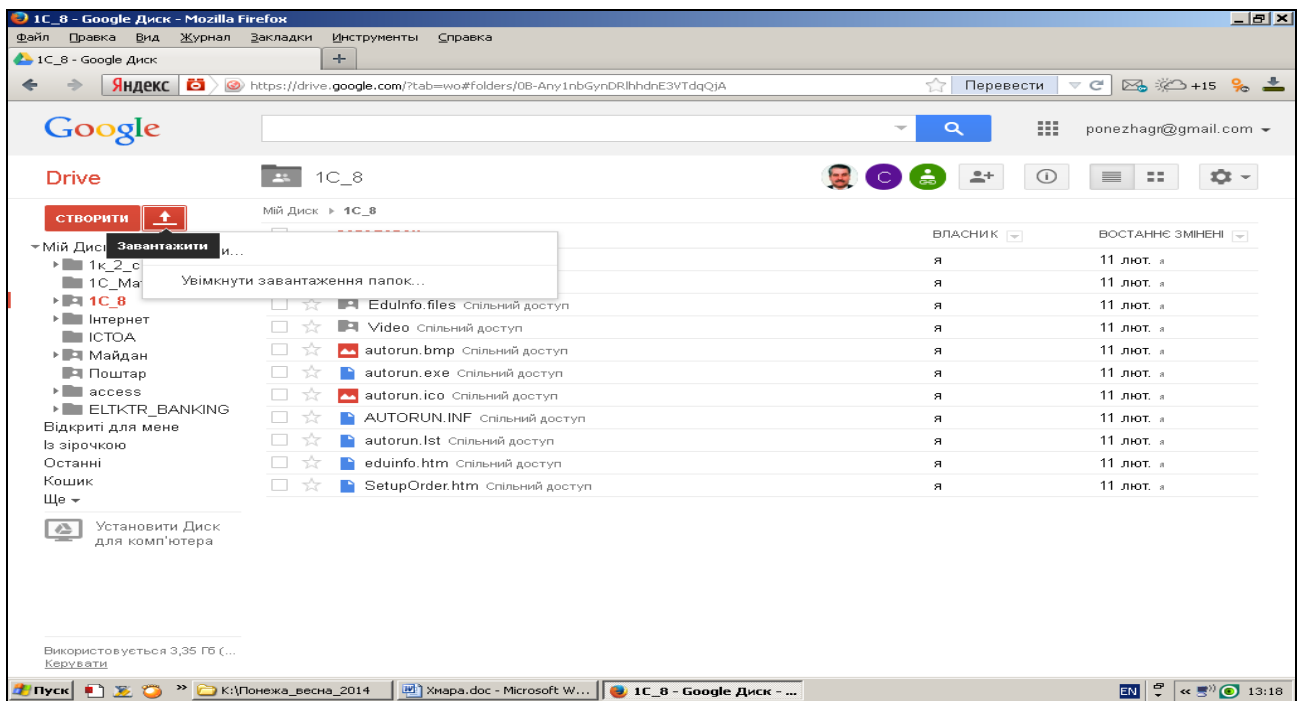 1С_8 - Google Диск - Mozilla Firefox
Файл Правка Вид Журнал Закладки Инструменты Справка
1С_8 - Google Диск
Яндекс https://drive.google.com/?tab=wo#folders/0B-Any1nbGynDRlhhdnE3VTdqQjA Перевести +15
Google ponezhagr@gmail.com
Drive 1С_8 С
СТВОРИТИ
Мій Диск 1С_8
ВЛАСНИК ВОСТАННЄ ЗМІНЕНІ
Мій Дис
Завантажити
и...
Увімкнути завантаження папок...
я 11 лют. я
я 11 лют. я
EduInfo.files Спільний доступ я 11 лют. я
Video Спільний доступ я 11 лют. я
autorun.bmp Спільний доступ я 11 лют. я
autorun.exe Спільний доступ я 11 лют. я
autorun.ico Спільний доступ я 11 лют. я
AUTORUN.INF Спільний доступ я 11 лют. я
autorun.lst Спільний доступ я 11 лют. я
eduinfo.htm Спільний доступ я 11 лют. я
SetupOrder.htm Спільний доступ я 11 лют. я
1к_2_с
1С_Ма
1С_8
Інтернет
ІСТОА
Майдан
Поштар
access
ELTKTR_BANKING
Відкриті для мене
Із зірочкою
Останні
Кошик
Ще
Установити Диск
для комп'ютера
Використовується 3,35 Гб (...
Керувати
Пуск » К:\Понежа_весна_2014 Хмара.doc - Microsoft W... 1С_8 - Google Диск - ... EN « 13:18